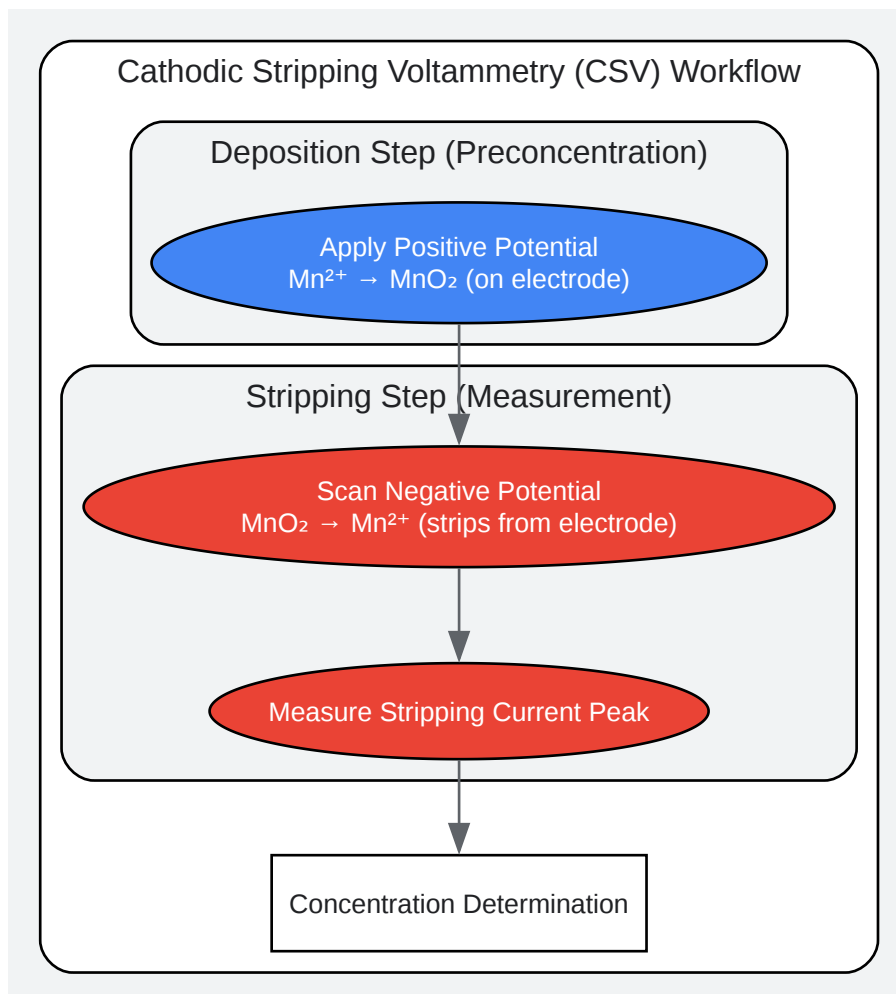 Cathodic Stripping Voltammetry (CSV) Workflow
Deposition Step (Preconcentration)
Apply Positive Potential
Mn²⁺ → MnO₂ (on electrode)
Stripping Step (Measurement)
Scan Negative Potential
MnO₂ → Mn²⁺ (strips from electrode)
Measure Stripping Current Peak
Concentration Determination